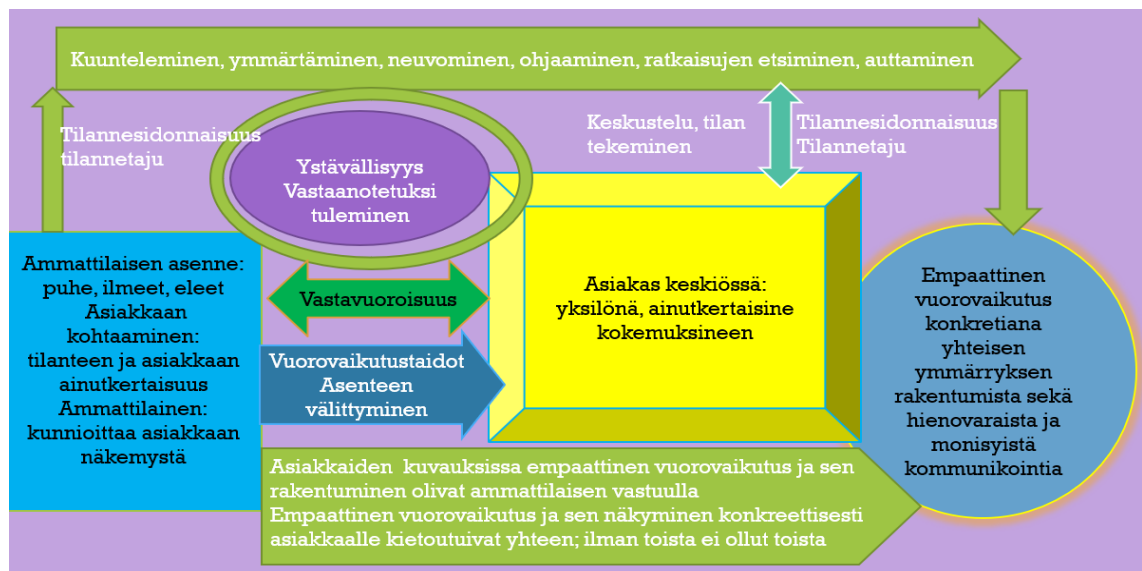 Kuunteleminen, ymmärtäminen, neuvominen, ohjaaminen, ratkaisujen etsiminen, auttaminen
Tilannesidonnaisuus
tilannetaju
Keskustelu, tilan
tekeminen
Tilannesidonnaisuus
Tilannetaju
Ystävällisyys
Vastaanotetuksi
tuleminen
Ammattilaisen asenne:
puhe, ilmeet, eleet
Asiakkaan
kohtaaminen:
tilanteen ja asiakkaan
ainutkertaisuus
Ammattilainen:
kunnioittaa asiakkaan
näkemystä
Vastavuoroisuus
Vuorovaikutustaidot
Asenteen
välittyminen
Asiakas keskiössä:
yksilönä, ainutkertaisine
kokemuksineen
Empaattinen
vuorovaikutus
konkretiana
yhteisen
ymmärryksen
rakentumista sekä
hienovaraista ja
monisyistä
kommunikointia
Asiakkaiden kuvauksissa empaattinen vuorovaikutus ja sen
rakentuminen olivat ammattilaisen vastuulla
Empaattinen vuorovaikutus ja sen näkyminen konkreettisesti
asiakkaalle kietoutuivat yhteen; ilman toista ei ollut toista